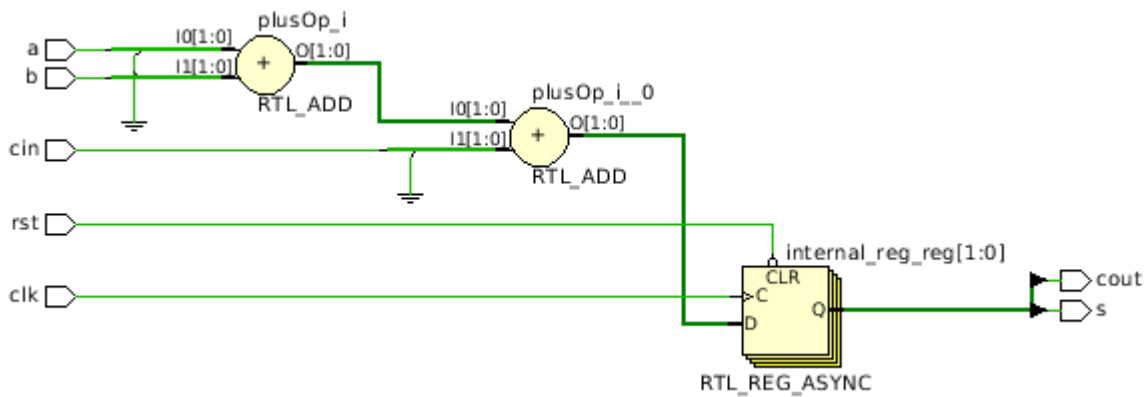 plusOp_i
a
I0[1:0]
b
I1[1:0]
+
O[1:0]
RTL_ADD
plusOp_i__0
I0[1:0]
cin
I1[1:0]
+
O[1:0]
RTL_ADD
rst
internal_reg_reg[1:0]
CLR
clk
C
Q
D
cout
s
RTL_REG_ASYNC